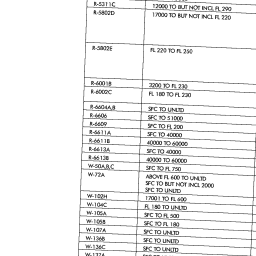 R-5311C 12000 TO BUT NOT INCL FL 290
R-5802D 17000 TO BUT NOT INCL FL 220
R-5802E FL 220 TO FL 250
R-6001B 3200 TO FL 230
R-6002C FL 180 TO FL 230
R-6604A,B SFC TO UNLTD
R-6606 SFC TO 51000
R-6609 SFC TO FL 200
R-6611A SFC TO 40000
R-6611B 40000 TO 60000
R-6613A SFC TO 40000
R-6613B 40000 TO 60000
W-50A,B,C SFC TO FL 750
W-72A ABOVE FL 600 TO UNLTD
SFC TO BUT NOT INCL 2000
SFC TO UNLTD
W-102H 17001 TO FL 600
W-104C FL 180 TO UNLTD
W-105A SFC TO FL 500
W-105B SFC TO FL 180
W-107A SFC TO UNLTD
W-136B SFC TO UNLTD
W-136C SFC TO UNLTD
W-137A